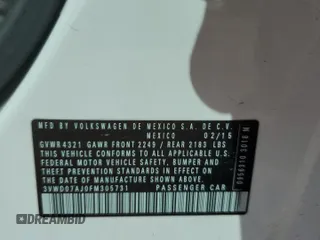 MFD. BY VOLKSWAGEN DE MEXICO S.A. DE C.V.
MEXICO 02/15
GVWR 4321 GAWR FRONT 2249 / REAR 2183 LBS
THIS VEHICLE CONFORMS TO ALL APPLICABLE
FEDERAL MOTOR VEHICLE SAFETY, BUMPER AND
THEFT PREVENTION STANDARDS IN EFFECT ON
THE DATE OF MANUFACTURE SHOWN ABOVE.
3VWD07AJ0FM305731 PASSENGER CAR